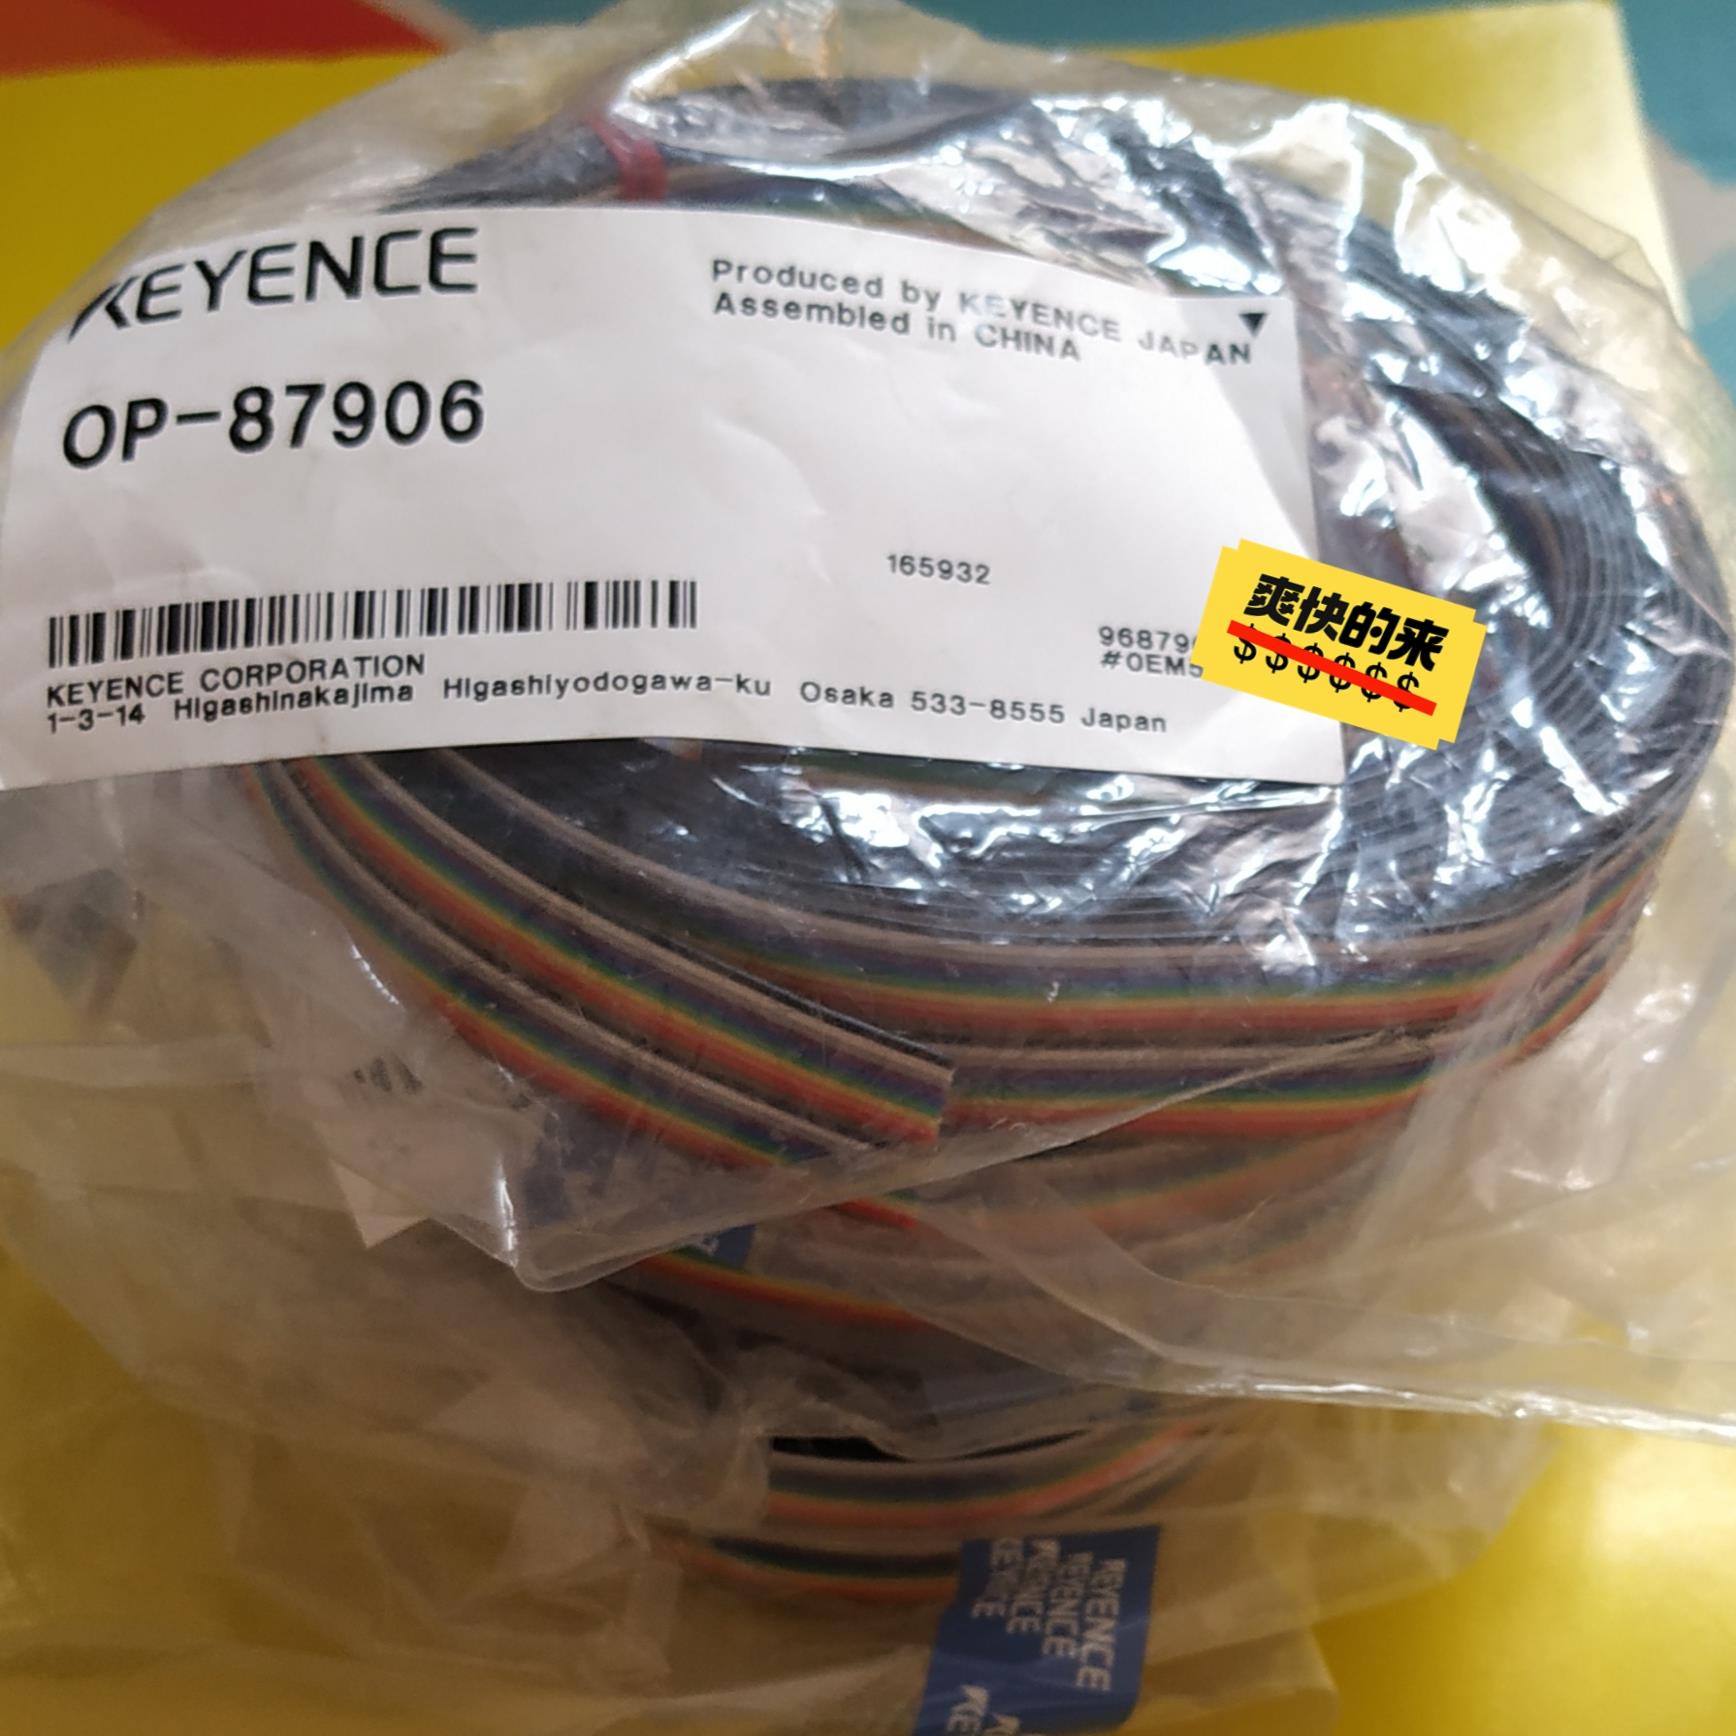 KEYENCE
Produced by KEYENCE JAPAN
Assembled in CHINA
OP-87906
165932
#OEM
爽快的来
$$$$$$
KEYENCE CORPORATION
1-3-14 Higashinakajima Higashiyodogawa-ku Osaka 533-8555 Japan
KEYENCE
KEYENCE
KEYENCE